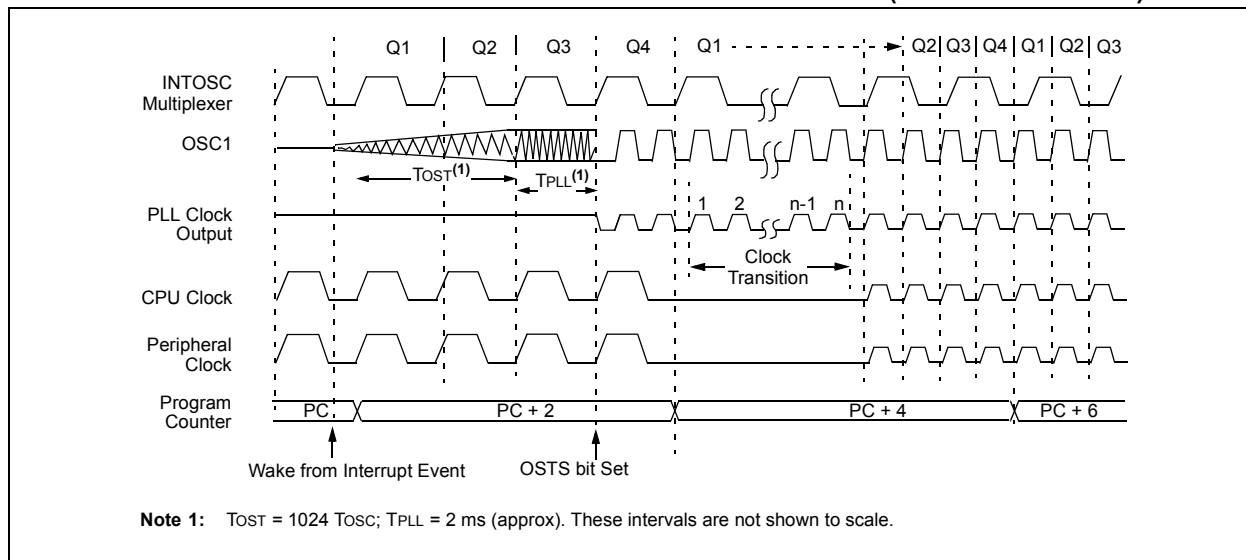 Q1 Q2 Q3 Q4 Q1 Q2 Q3 Q4 Q1 Q2 Q3
INTOSC
Multiplexer
OSC1
TOST(1)
TPLL(1)
PLL Clock
Output
1 2 n-1 n
Clock
Transition
CPU Clock
Peripheral
Clock
Program
Counter
PC PC + 2 PC + 4 PC + 6
Wake from Interrupt Event
OSTS bit Set
Note 1: TOST = 1024 TOSC; TPLL = 2 ms (approx). These intervals are not shown to scale.